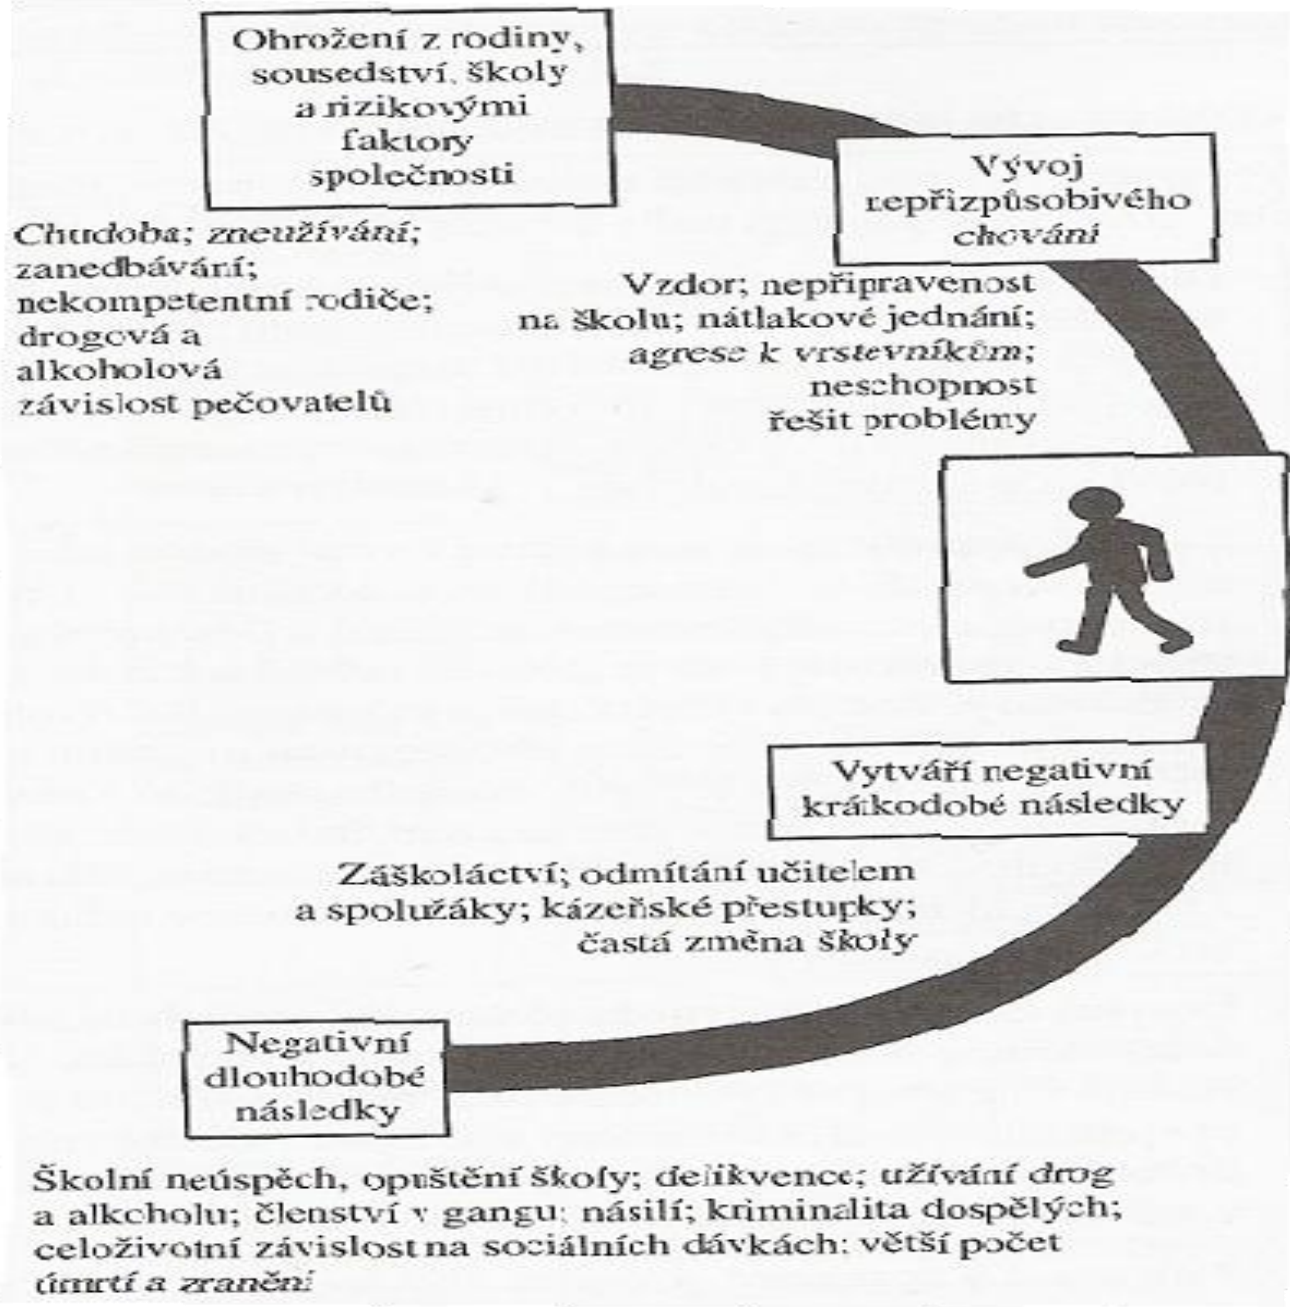 Ohrožení z rodiny,
sousedství, školy
a rizikovými
faktory
společnosti
Chudoba; zneužívání;
zanedbávání;
nekompetentní rodiče;
drogová a
alkoholová
závislost pečovatelů
Vývoj
nepřizpůsobivého
chování
Vzdor; nepřipravenost
na školu; nátlakové jednání;
agrese k vrstevníkům;
neschopnost
řešit problémy
Vytváří negativní
krátkodobé následky
Záškoláctví; odmítání učitelem
a spolužáky; kázeňské přestupky;
častá změna školy
Negativní
dlouhodobé
následky
Školní neúspěch, opuštění školy; delikvence; užívání drog
a alkoholu; členství v gangu; násilí; kriminalita dospělých;
celoživotní závislost na sociálních dávkách; větší počet
úmrtí a zranění